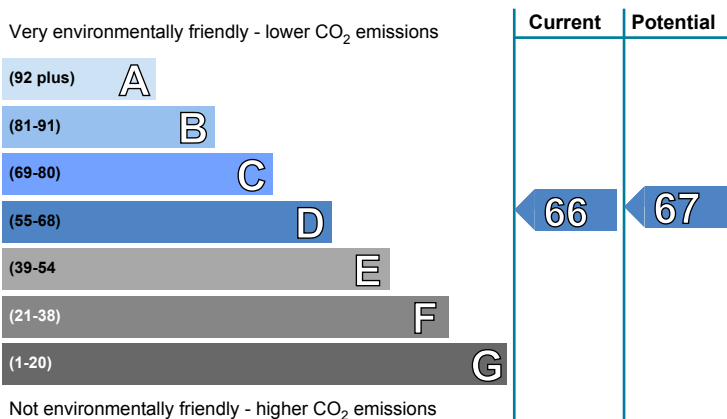 Very environmentally friendly - lower CO2 emissions
Current
Potential
(92 plus) A
(81-91) B
(69-80) C
(55-68) D
66
67
(39-54 E
(21-38) F
(1-20) G
Not environmentally friendly - higher CO2 emissions